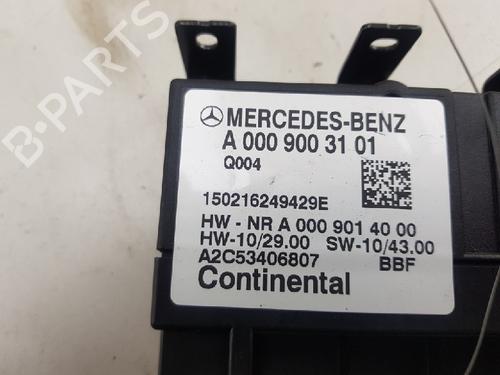 MERCEDES-BENZ
A 000 900 31 01
Q004
150216249429E
HW - NR A 000 901 40 00
HW-10/29.00 SW-10/43.00
A2C53406807 BBF
Continental